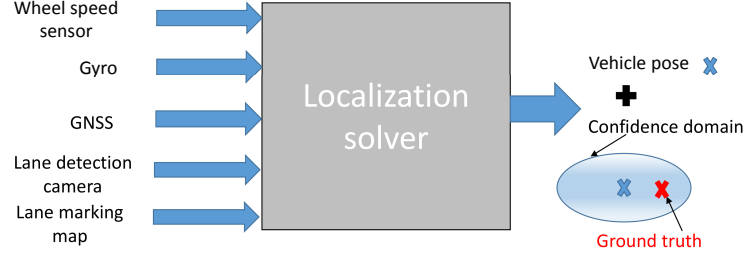 Wheel speed
sensor
Gyro
GNSS
Lane detection
camera
Lane marking
map
Localization
solver
Vehicle pose
Confidence domain
Ground truth